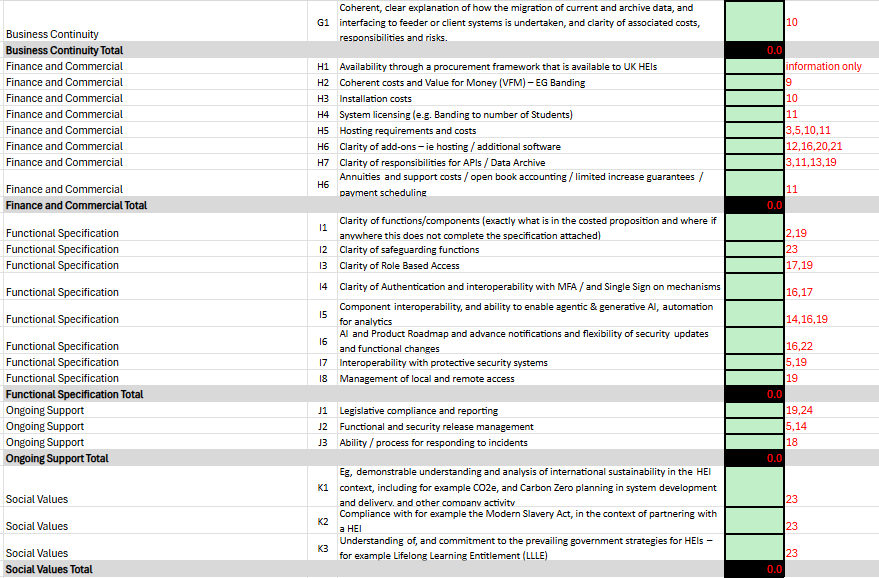 Coherent, clear explanation of how the migration of current and archive data, and
Business Continuity G1 interfacing to feeder or client systems is undertaken, and clarity of associated costs, 10
responsibilities and risks.
Business Continuity Total 0.0
Finance and Commercial H1 Availability through a procurement framework that is available to UK HEIs information only
Finance and Commercial H2 Coherent costs and Value for Money (VFM) – EG Banding 9
Finance and Commercial H3 Installation costs 10
Finance and Commercial H4 System licensing (e.g. Banding to number of Students) 11
Finance and Commercial H5 Hosting requirements and costs 3,5,10,11
Finance and Commercial H6 Clarity of add-ons – ie hosting / additional software 12,16,20,21
Finance and Commercial H7 Clarity of responsibilities for APIs / Data Archive 3,11,13,19
Finance and Commercial H6 Annuities and support costs / open book accounting / limited increase guarantees / 11
payment scheduling
Finance and Commercial Total 0.0
Functional Specification I1 Clarity of functions/components (exactly what is in the costed proposition and where if 2,19
anywhere this does not complete the specification attached)
Functional Specification I2 Clarity of safeguarding functions 23
Functional Specification I3 Clarity of Role Based Access 17,19
Functional Specification I4 Clarity of Authentication and interoperability with MFA / and Single Sign on mechanisms 16,17
Functional Specification I5 Component interoperability, and ability to enable agentic & generative AI, automation 14,16,19
for analytics
Functional Specification I6 AI and Product Roadmap and advance notifications and flexibility of security updates 16,22
and functional changes
Functional Specification I7 Interoperability with protective security systems 5,19
Functional Specification I8 Management of local and remote access 19
Functional Specification Total 0.0
Ongoing Support J1 Legislative compliance and reporting 19,24
Ongoing Support J2 Functional and security release management 5,14
Ongoing Support J3 Ability / process for responding to incidents 18
Ongoing Support Total 0.0
Eg, demonstrable understanding and analysis of international sustainability in the HEI
Social Values K1 context, including for example CO2e, and Carbon Zero planning in system development 23
and delivery, and other company activity
Social Values K2 Compliance with for example the Modern Slavery Act, in the context of partnering with 23
a HEI
Social Values K3 Understanding of, and commitment to the prevailing government strategies for HEIs – 23
for example Lifelong Learning Entitlement (LLLE)
Social Values Total 0.0